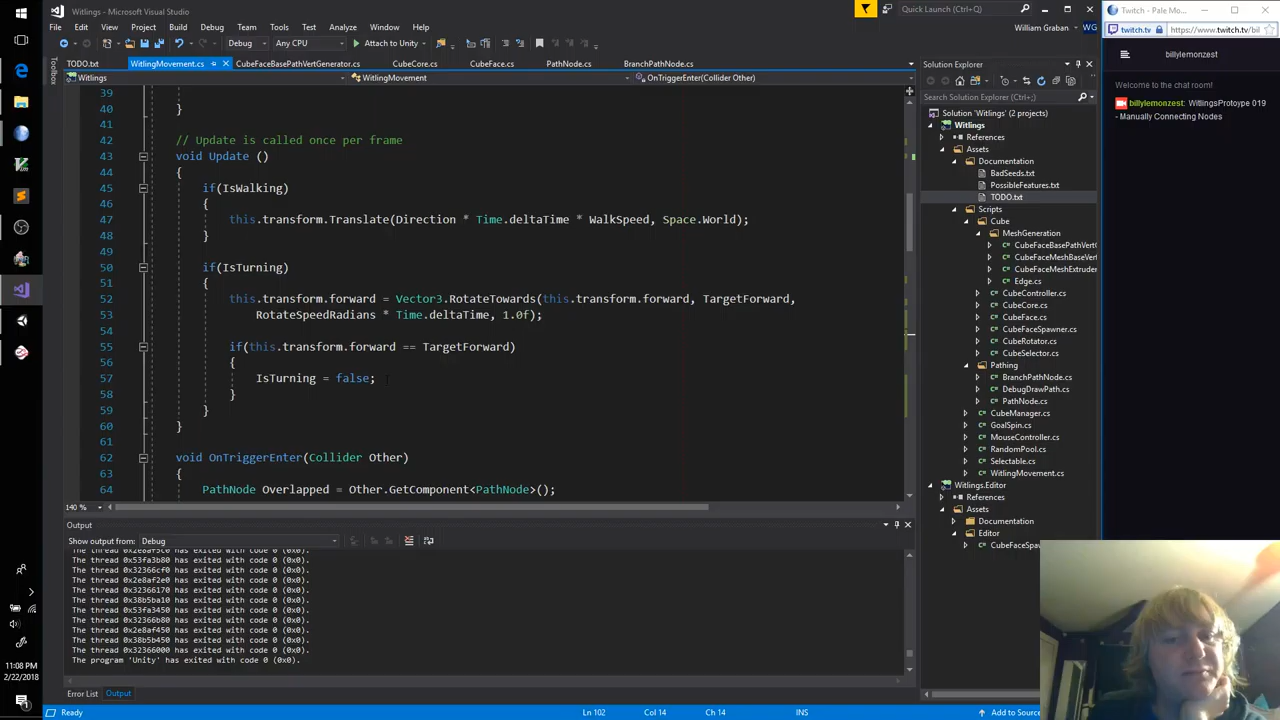 Witlings - Microsoft Visual Studio
Quick Launch (Ctrl+Q)
Twitch - Pale Mo...
File Edit View Project Build Debug Team Tools Test Analyze Window Help
William Graban WG
Debug Any CPU Attach to Unity
twitch.tv https://www.twitch.tv/bil
TODO.txt WitlingMovement.cs CubeFaceBasePathVertGenerator.cs CubeCore.cs CubeFace.cs PathNode.cs BranchPathNode.cs
Witlings WitlingMovement OnTriggerEnter(Collider Other)
Toolbox
39
40 }
41
42 // Update is called once per frame
43 void Update ()
44 {
45 if(IsWalking)
46 {
47 this.transform.Translate(Direction * Time.deltaTime * WalkSpeed, Space.World);
48 }
49
50 if(IsTurning)
51 {
52 this.transform.forward = Vector3.RotateTowards(this.transform.forward, TargetForward,
53 RotateSpeedRadians * Time.deltaTime, 1.0f);
54
55 if(this.transform.forward == TargetForward)
56 {
57 IsTurning = false;
58 }
59 }
60 }
61
62 void OnTriggerEnter(Collider Other)
63 {
64 PathNode Overlapped = Other.GetComponent<PathNode>();
140 %
Output
Show output from: Debug
The thread 0x2e8af5c0 has exited with code 0 (0x0).
The thread 0x53fa3b80 has exited with code 0 (0x0).
The thread 0x32366cf0 has exited with code 0 (0x0).
The thread 0x2e8af2e0 has exited with code 0 (0x0).
The thread 0x32366170 has exited with code 0 (0x0).
The thread 0x38b5ba10 has exited with code 0 (0x0).
The thread 0x53fa3450 has exited with code 0 (0x0).
The thread 0x32366b80 has exited with code 0 (0x0).
The thread 0x2e8af450 has exited with code 0 (0x0).
The thread 0x38b5b450 has exited with code 0 (0x0).
The thread 0x32366000 has exited with code 0 (0x0).
The program 'Unity' has exited with code 0 (0x0).
Error List Output
Ready Ln 102 Col 14 Ch 14 INS Add to Source
11:08 PM
2/22/2018
Solution Explorer
Search Solution Explorer (Ctrl+;)
Solution 'Witlings' (2 projects)
Witlings
References
Assets
Documentation
BadSeeds.txt
PossibleFeatures.txt
TODO.txt
Scripts
Cube
MeshGeneration
CubeFaceBasePathVertG
CubeFaceMeshBaseVert
CubeFaceMeshExtruder
Edge.cs
CubeController.cs
CubeCore.cs
CubeFace.cs
CubeFaceSpawner.cs
CubeRotator.cs
CubeSelector.cs
Pathing
BranchPathNode.cs
DebugDrawPath.cs
PathNode.cs
CubeManager.cs
GoalSpin.cs
MouseController.cs
RandomPool.cs
Selectable.cs
WitlingMovement.cs
Witlings.Editor
References
Assets
Documentation
Editor
CubeFaceSpaw
billylemonzest
Welcome to the chat room!
billylemonzest: WitlingsProtoype 019
- Manually Connecting Nodes